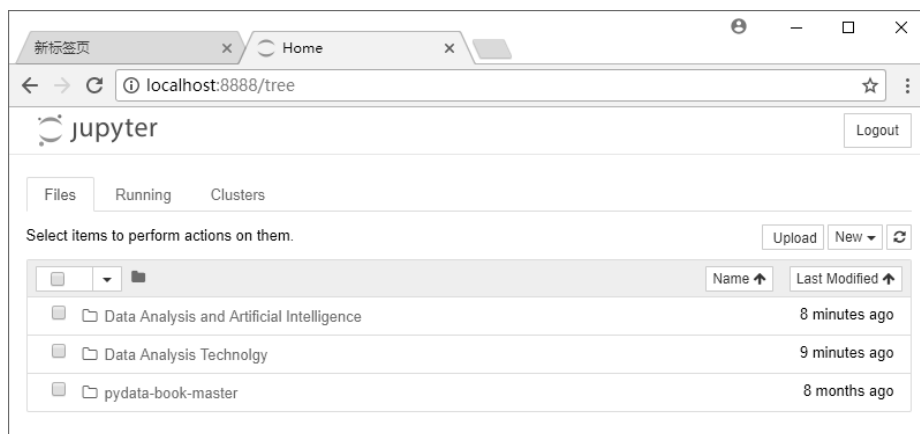 新标签页 Home
localhost:8888/tree
jupyter Logout
Files Running Clusters
Select items to perform actions on them. Upload New
Name Last Modified
Data Analysis and Artificial Intelligence 8 minutes ago
Data Analysis Technolgy 9 minutes ago
pydata-book-master 8 months ago